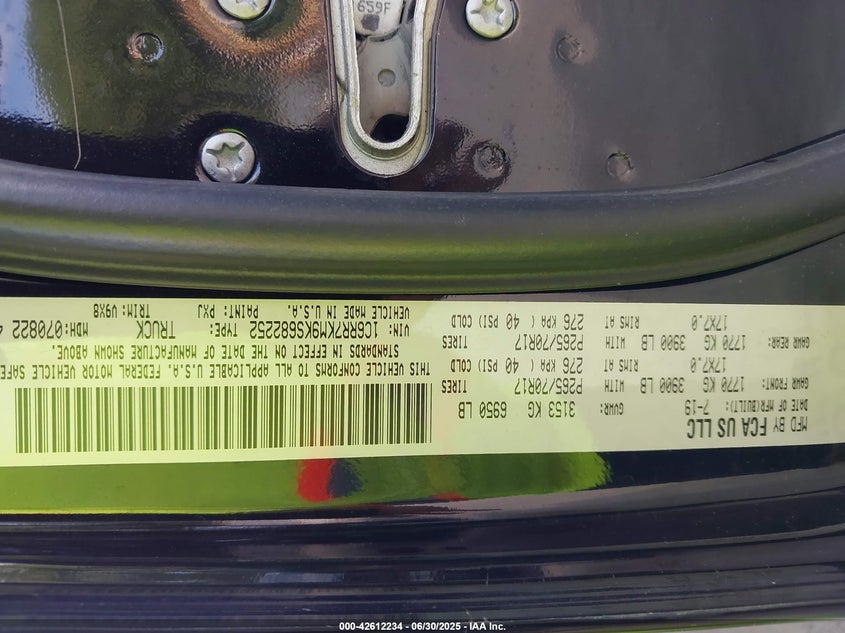 659F
MFD BY FCA US LLC
DATE OF MFR(BUILT): 7-19 GVWR: 3153 KG 6950 LB
GAWR FRONT: 1770 KG 3900 LB WITH P265/70R17 TIRES
RIMS AT
17X7.0 276 KPA ( 40 PSI) COLD
GAWR REAR: 1770 KG 3900 LB WITH P265/70R17 TIRES
RIMS AT
17X7.0 276 KPA ( 40 PSI) COLD
THIS VEHICLE CONFORMS TO ALL APPLICABLE U.S.A. FEDERAL MOTOR VEHICLE SAFE
STANDARDS IN EFFECT ON THE DATE OF MANUFACTURE SHOWN ABOVE.
VIN: 1C6RR7KM9KS682252 TYPE: TRUCK MDH: 070822
VEHICLE MADE IN U.S.A. PAINT: PXJ TRIM: V9X8
000-42612234 - 06/30/2025 - IAA Inc.